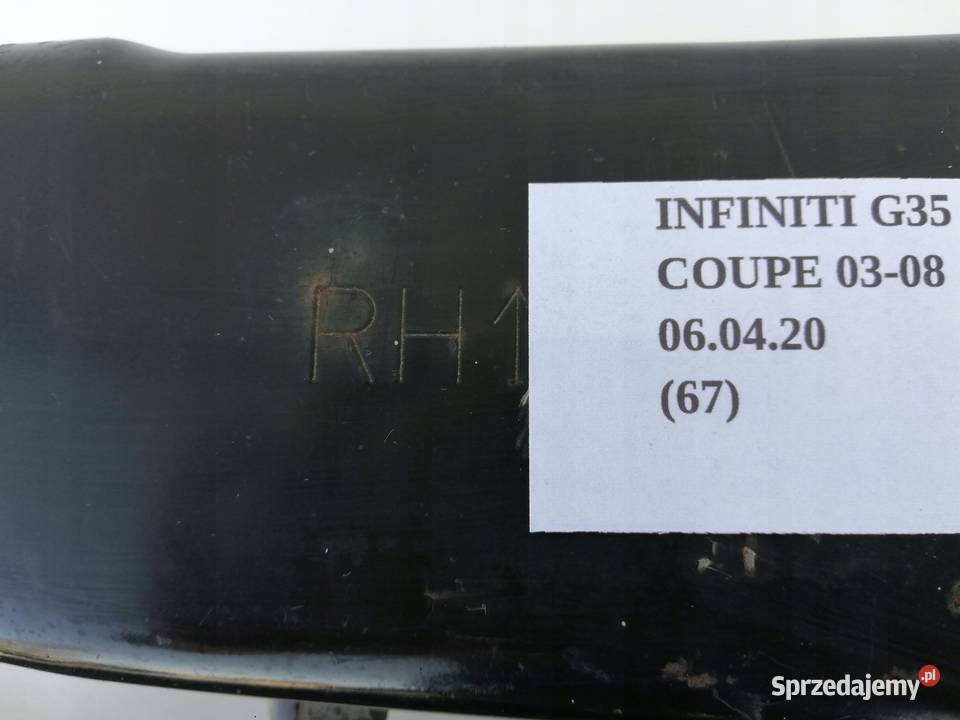 RH1
INFINITI G35
COUPE 03-08
06.04.20
(67)
Sprzedajemy.pl